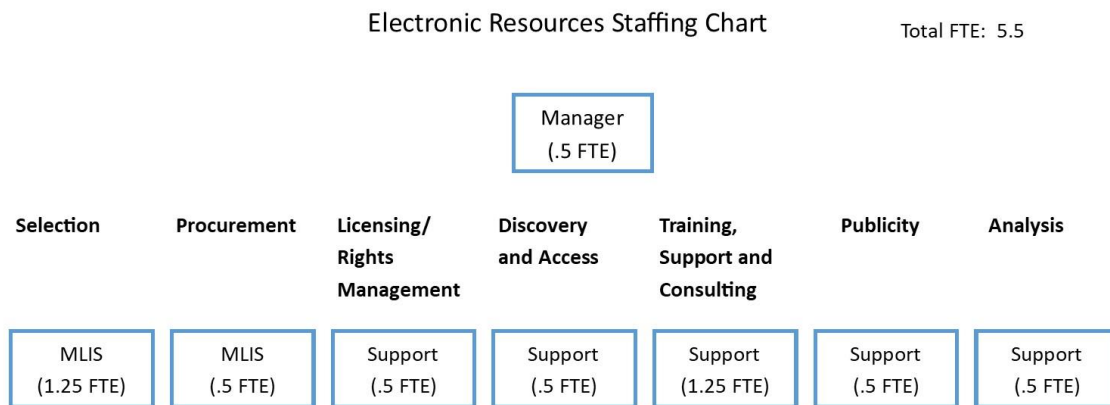 Electronic Resources Staffing Chart
Total FTE: 5.5
Manager
(.5 FTE)
Selection
Procurement
Licensing/
Rights
Management
Discovery
and Access
Training,
Support and
Consulting
Publicity
Analysis
MLIS
(1.25 FTE)
MLIS
(.5 FTE)
Support
(.5 FTE)
Support
(.5 FTE)
Support
(1.25 FTE)
Support
(.5 FTE)
Support
(.5 FTE)